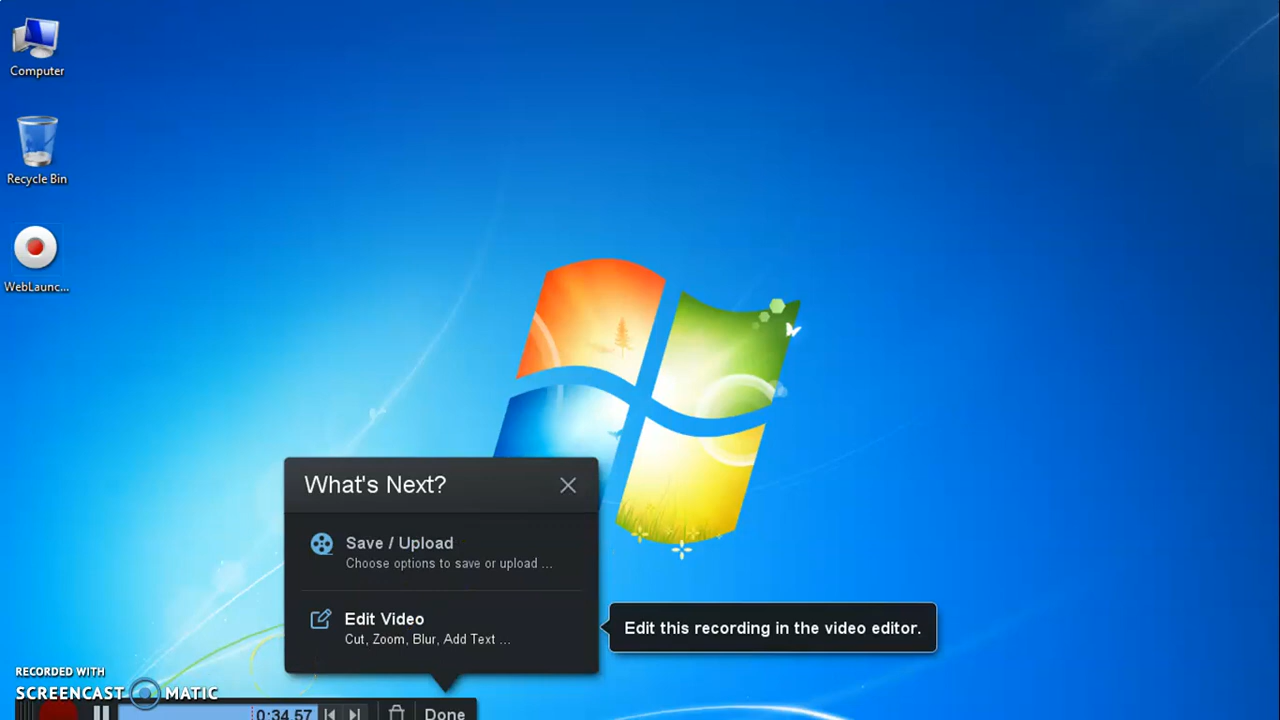 Computer
Recycle Bin
WebLaunc...
What's Next?
Save / Upload
Choose options to save or upload ...
Edit Video
Cut, Zoom, Blur, Add Text ...
Edit this recording in the video editor.
RECORDED WITH
SCREENCAST MATIC
0:34.57
Done